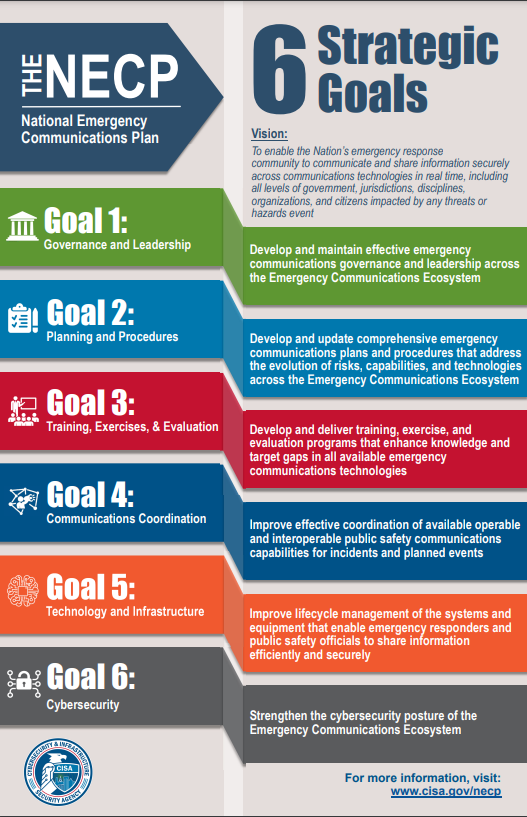 THE NECP
National Emergency
Communications Plan
6 Strategic
Goals
Vision:
To enable the Nation's emergency response
community to communicate and share information securely
across communications technologies in real time, including
all levels of government, jurisdictions, disciplines,
organizations, and citizens impacted by any threats or
hazards event
Goal 1:
Governance and Leadership
Develop and maintain effective emergency
communications governance and leadership across
the Emergency Communications Ecosystem
Goal 2:
Planning and Procedures
Develop and update comprehensive emergency
communications plans and procedures that address
the evolution of risks, capabilities, and technologies
across the Emergency Communications Ecosystem
Goal 3:
Training, Exercises, & Evaluation
Develop and deliver training, exercise, and
evaluation programs that enhance knowledge and
target gaps in all available emergency
communications technologies
Goal 4:
Communications Coordination
Improve effective coordination of available operable
and interoperable public safety communications
capabilities for incidents and planned events
Goal 5:
Technology and Infrastructure
Improve lifecycle management of the systems and
equipment that enable emergency responders and
public safety officials to share information
efficiently and securely
Goal 6:
Cybersecurity
Strengthen the cybersecurity posture of the
Emergency Communications Ecosystem
CYBERSECURITY & INFRASTRUCTURE
SECURITY AGENCY
CISA
For more information, visit:
www.cisa.gov/necp